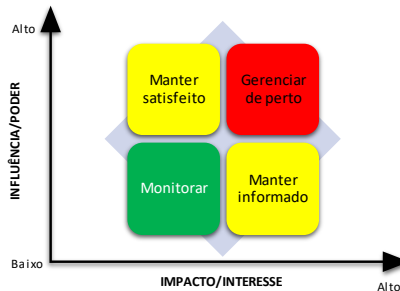 Alto
Manter
satisfeito
Gerenciar
de perto
INFLUÊNCIA/PODER
Monitorar
Manter
informado
Baixo
IMPACTO/INTERESSE
Alto